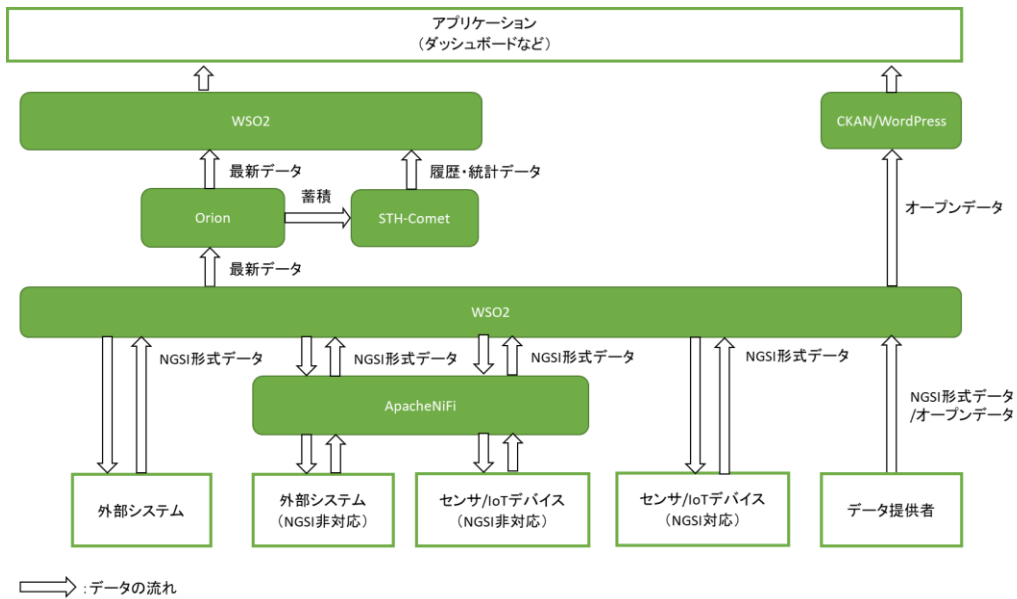 アプリケーション
（ダッシュボードなど）
WSO2
CKAN/WordPress
最新データ
履歴・統計データ
蓄積
Orion
STH-Comet
オープンデータ
最新データ
WSO2
NGSI形式データ
NGSI形式データ
NGSI形式データ
NGSI形式データ
NGSI形式データ
/オープンデータ
ApacheNiFi
外部システム
外部システム
（NGSI非対応）
センサ/IoTデバイス
（NGSI非対応）
センサ/IoTデバイス
（NGSI対応）
データ提供者
：データの流れ